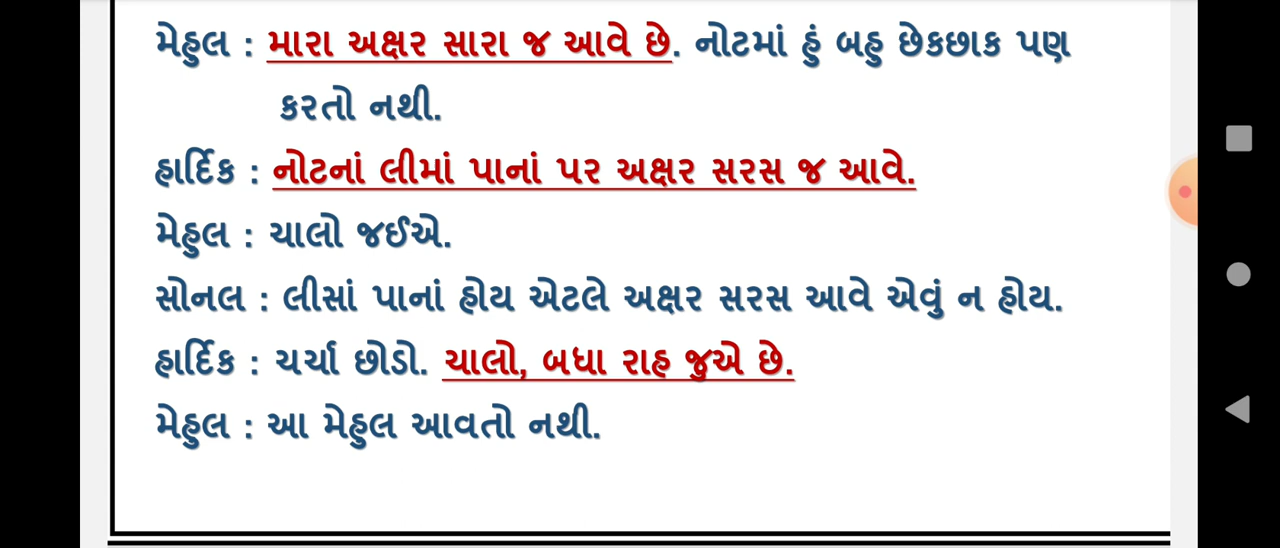 મેહુલ : મારા અક્ષર સારા જ આવે છે. નોટમાં હું બહુ છેકછાક પણ
કરતો નથી.
હાર્દિક : નોટનાં લીમાં પાનાં પર અક્ષર સરસ જ આવે.
મેહુલ : ચાલો જઈએ.
સોનલ : લીસાં પાનાં હોય એટલે અક્ષર સરસ આવે એવું ન હોય.
હાર્દિક : ચર્ચા છોડો. ચાલો, બધા રાહ જુએ છે.
મેહુલ : આ મેહુલ આવતો નથી.